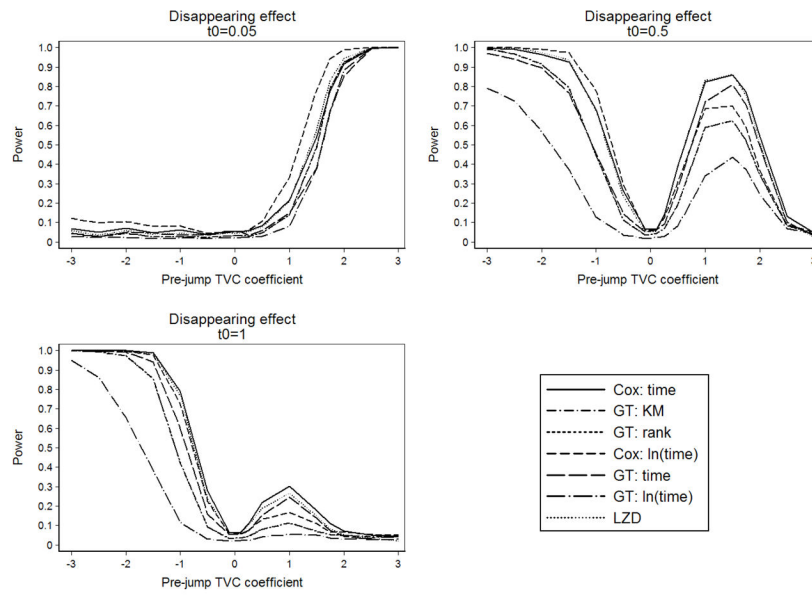 Disappearing effect
t0=0.05
1.0
0.9
0.8
0.7
0.6
0.5
0.4
0.3
0.2
0.1
0
Power
-3 -2 -1 0 1 2 3
Pre-jump TVC coefficient
Disappearing effect
t0=0.5
1.0
0.9
0.8
0.7
0.6
0.5
0.4
0.3
0.2
0.1
0
Power
-3 -2 -1 0 1 2 3
Pre-jump TVC coefficient
Disappearing effect
t0=1
1.0
0.9
0.8
0.7
0.6
0.5
0.4
0.3
0.2
0.1
0
Power
-3 -2 -1 0 1 2 3
Pre-jump TVC coefficient
Cox: time
GT: KM
GT: rank
Cox: ln(time)
GT: time
GT: ln(time)
LZD